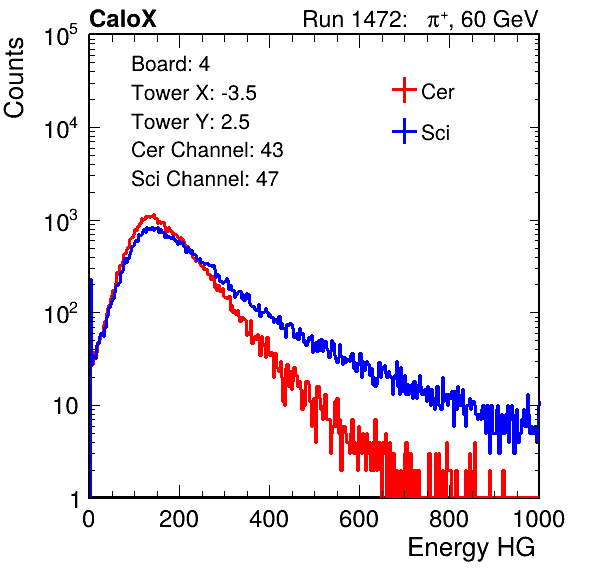 CaloX Run 1472: π⁺, 60 GeV
Counts
Board: 4
Tower X: -3.5
Tower Y: 2.5
Cer Channel: 43
Sci Channel: 47
Cer
Sci
10⁵
10⁴
10³
10²
10
1
0 200 400 600 800 1000
Energy HG